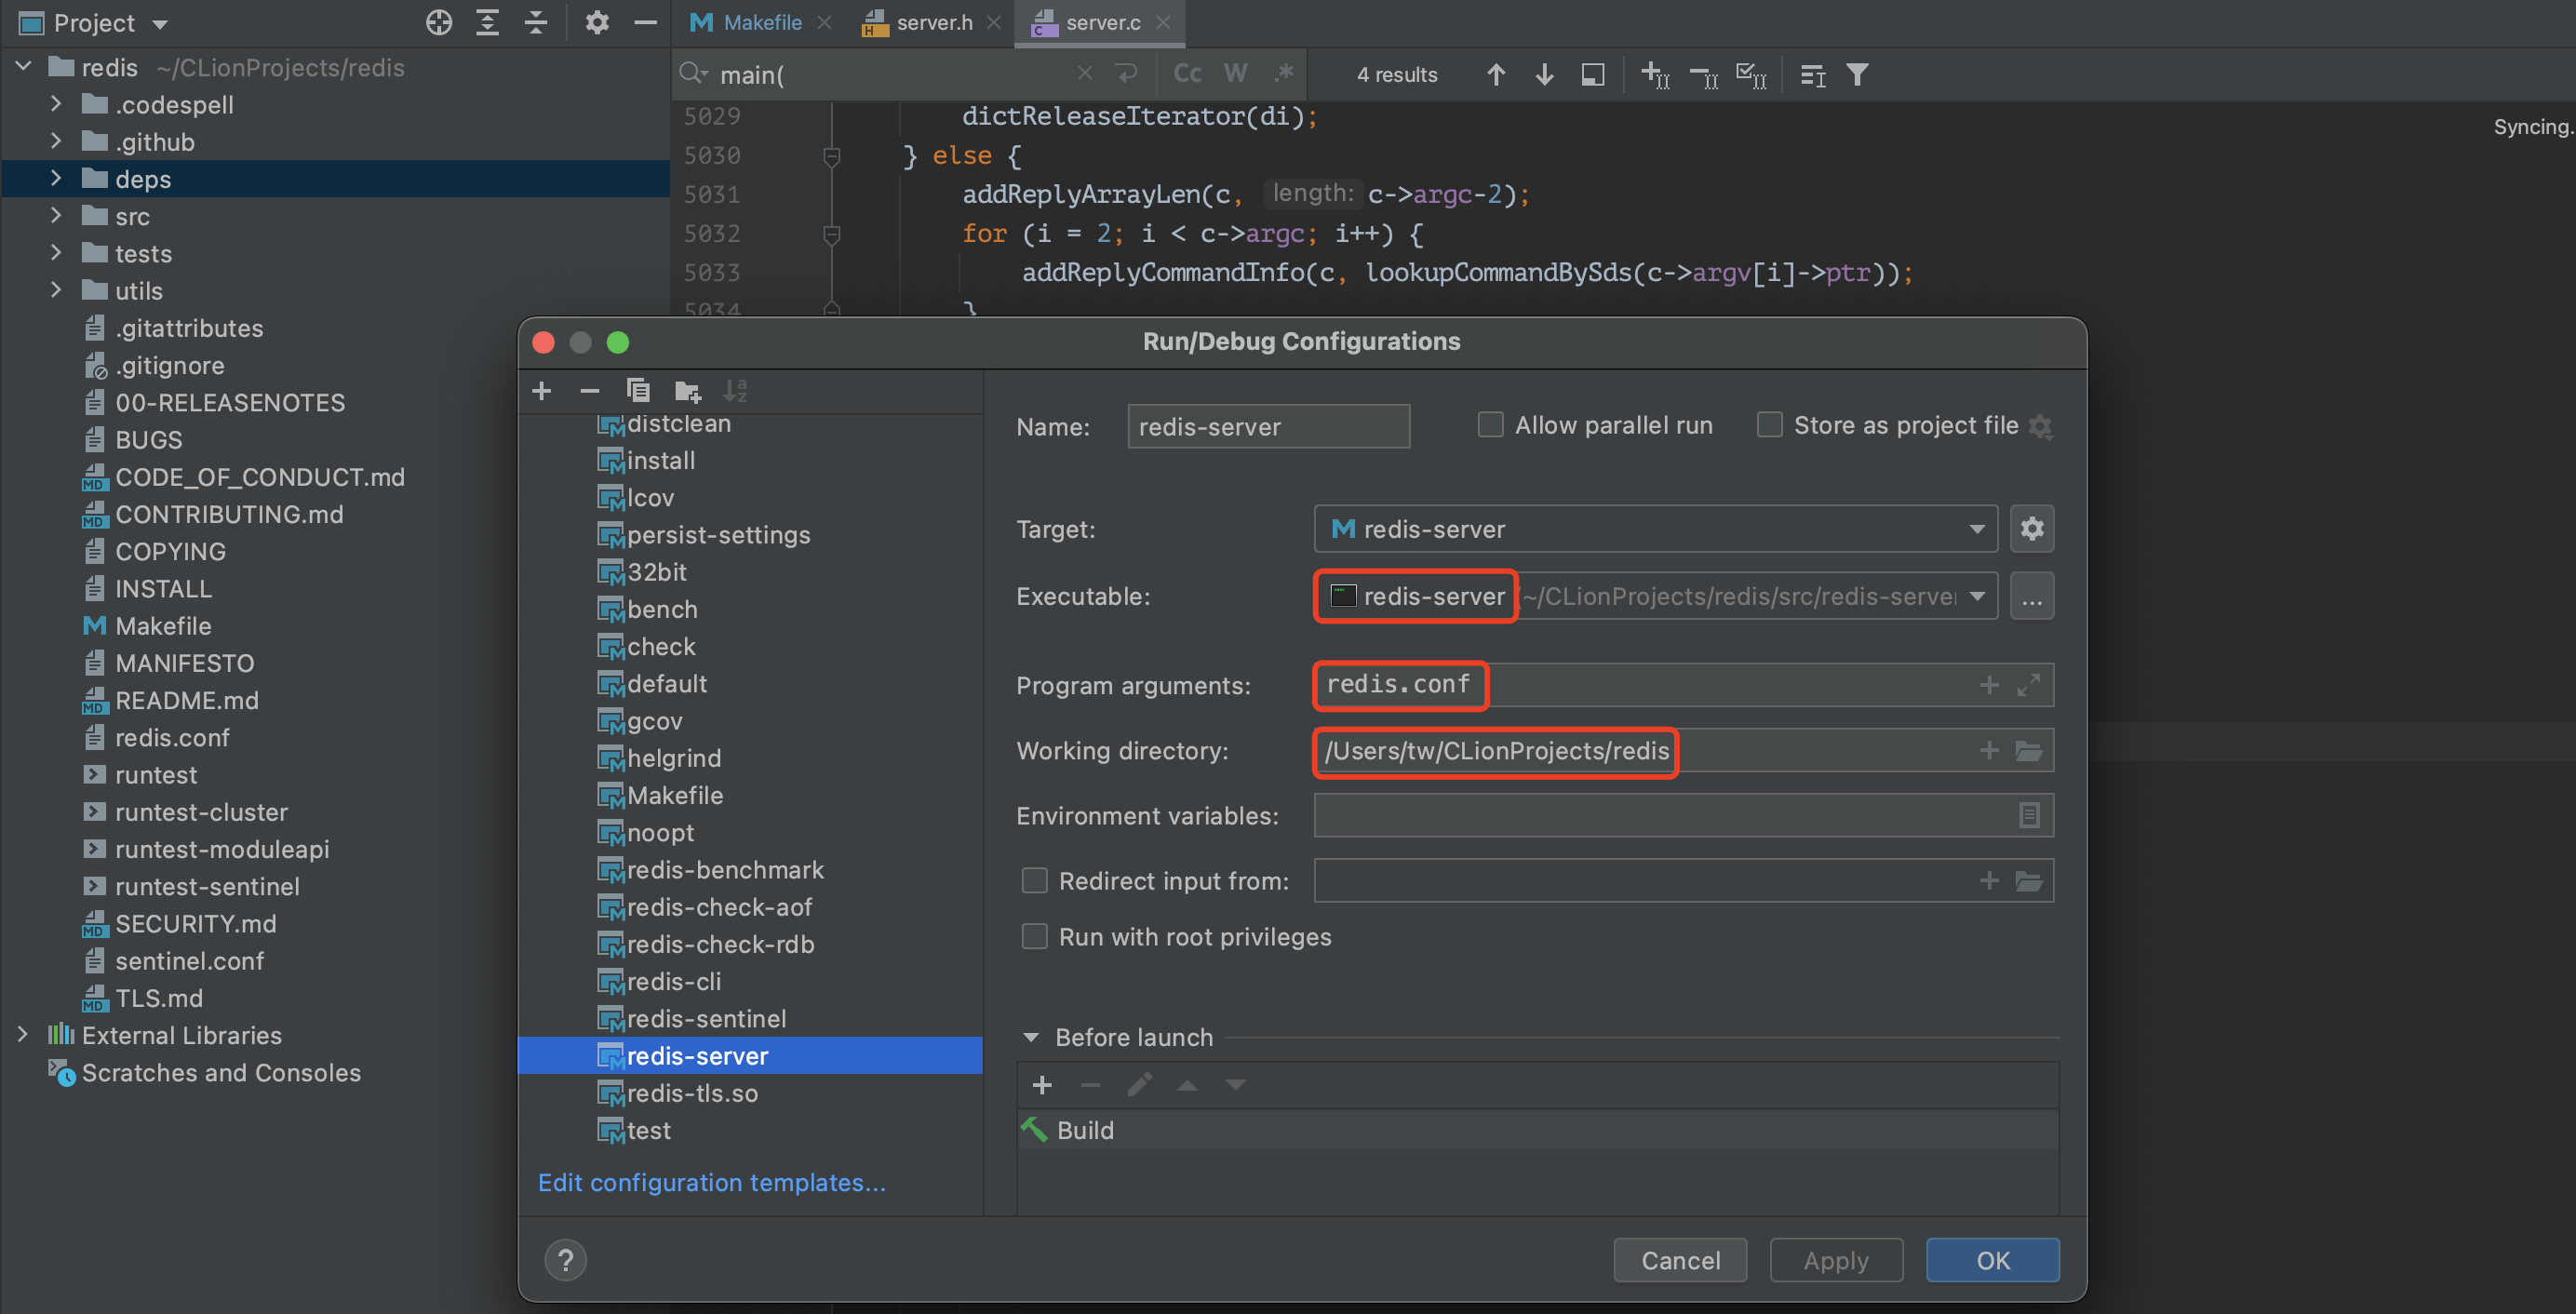 Project
Makefile
server.h
server.c
redis ~/CLionProjects/redis
.codespell
.github
deps
src
tests
utils
.gitattributes
.gitignore
00-RELEASENOTES
BUGS
CODE_OF_CONDUCT.md
CONTRIBUTING.md
COPYING
INSTALL
Makefile
MANIFESTO
README.md
redis.conf
runtest
runtest-cluster
runtest-moduleapi
runtest-sentinel
SECURITY.md
sentinel.conf
TLS.md
External Libraries
Scratches and Consoles
main(
Cc W .*
4 results
Syncing.
5029 dictReleaseIterator(di);
5030 } else {
5031 addReplyArrayLen(c, length: c->argc-2);
5032 for (i = 2; i < c->argc; i++) {
5033 addReplyCommandInfo(c, lookupCommandBySds(c->argv[i]->ptr));
5034 }
Run/Debug Configurations
distclean
install
lcov
persist-settings
32bit
bench
check
default
gcov
helgrind
Makefile
noopt
redis-benchmark
redis-check-aof
redis-check-rdb
redis-cli
redis-sentinel
redis-server
redis-tls.so
test
Edit configuration templates...
Name: redis-server
Allow parallel run
Store as project file
Target: redis-server
Executable: redis-server (~/CLionProjects/redis/src/redis-server
...
Program arguments: redis.conf
Working directory: /Users/tw/CLionProjects/redis
Environment variables:
Redirect input from:
Run with root privileges
Before launch
Build
?
Cancel
Apply
OK